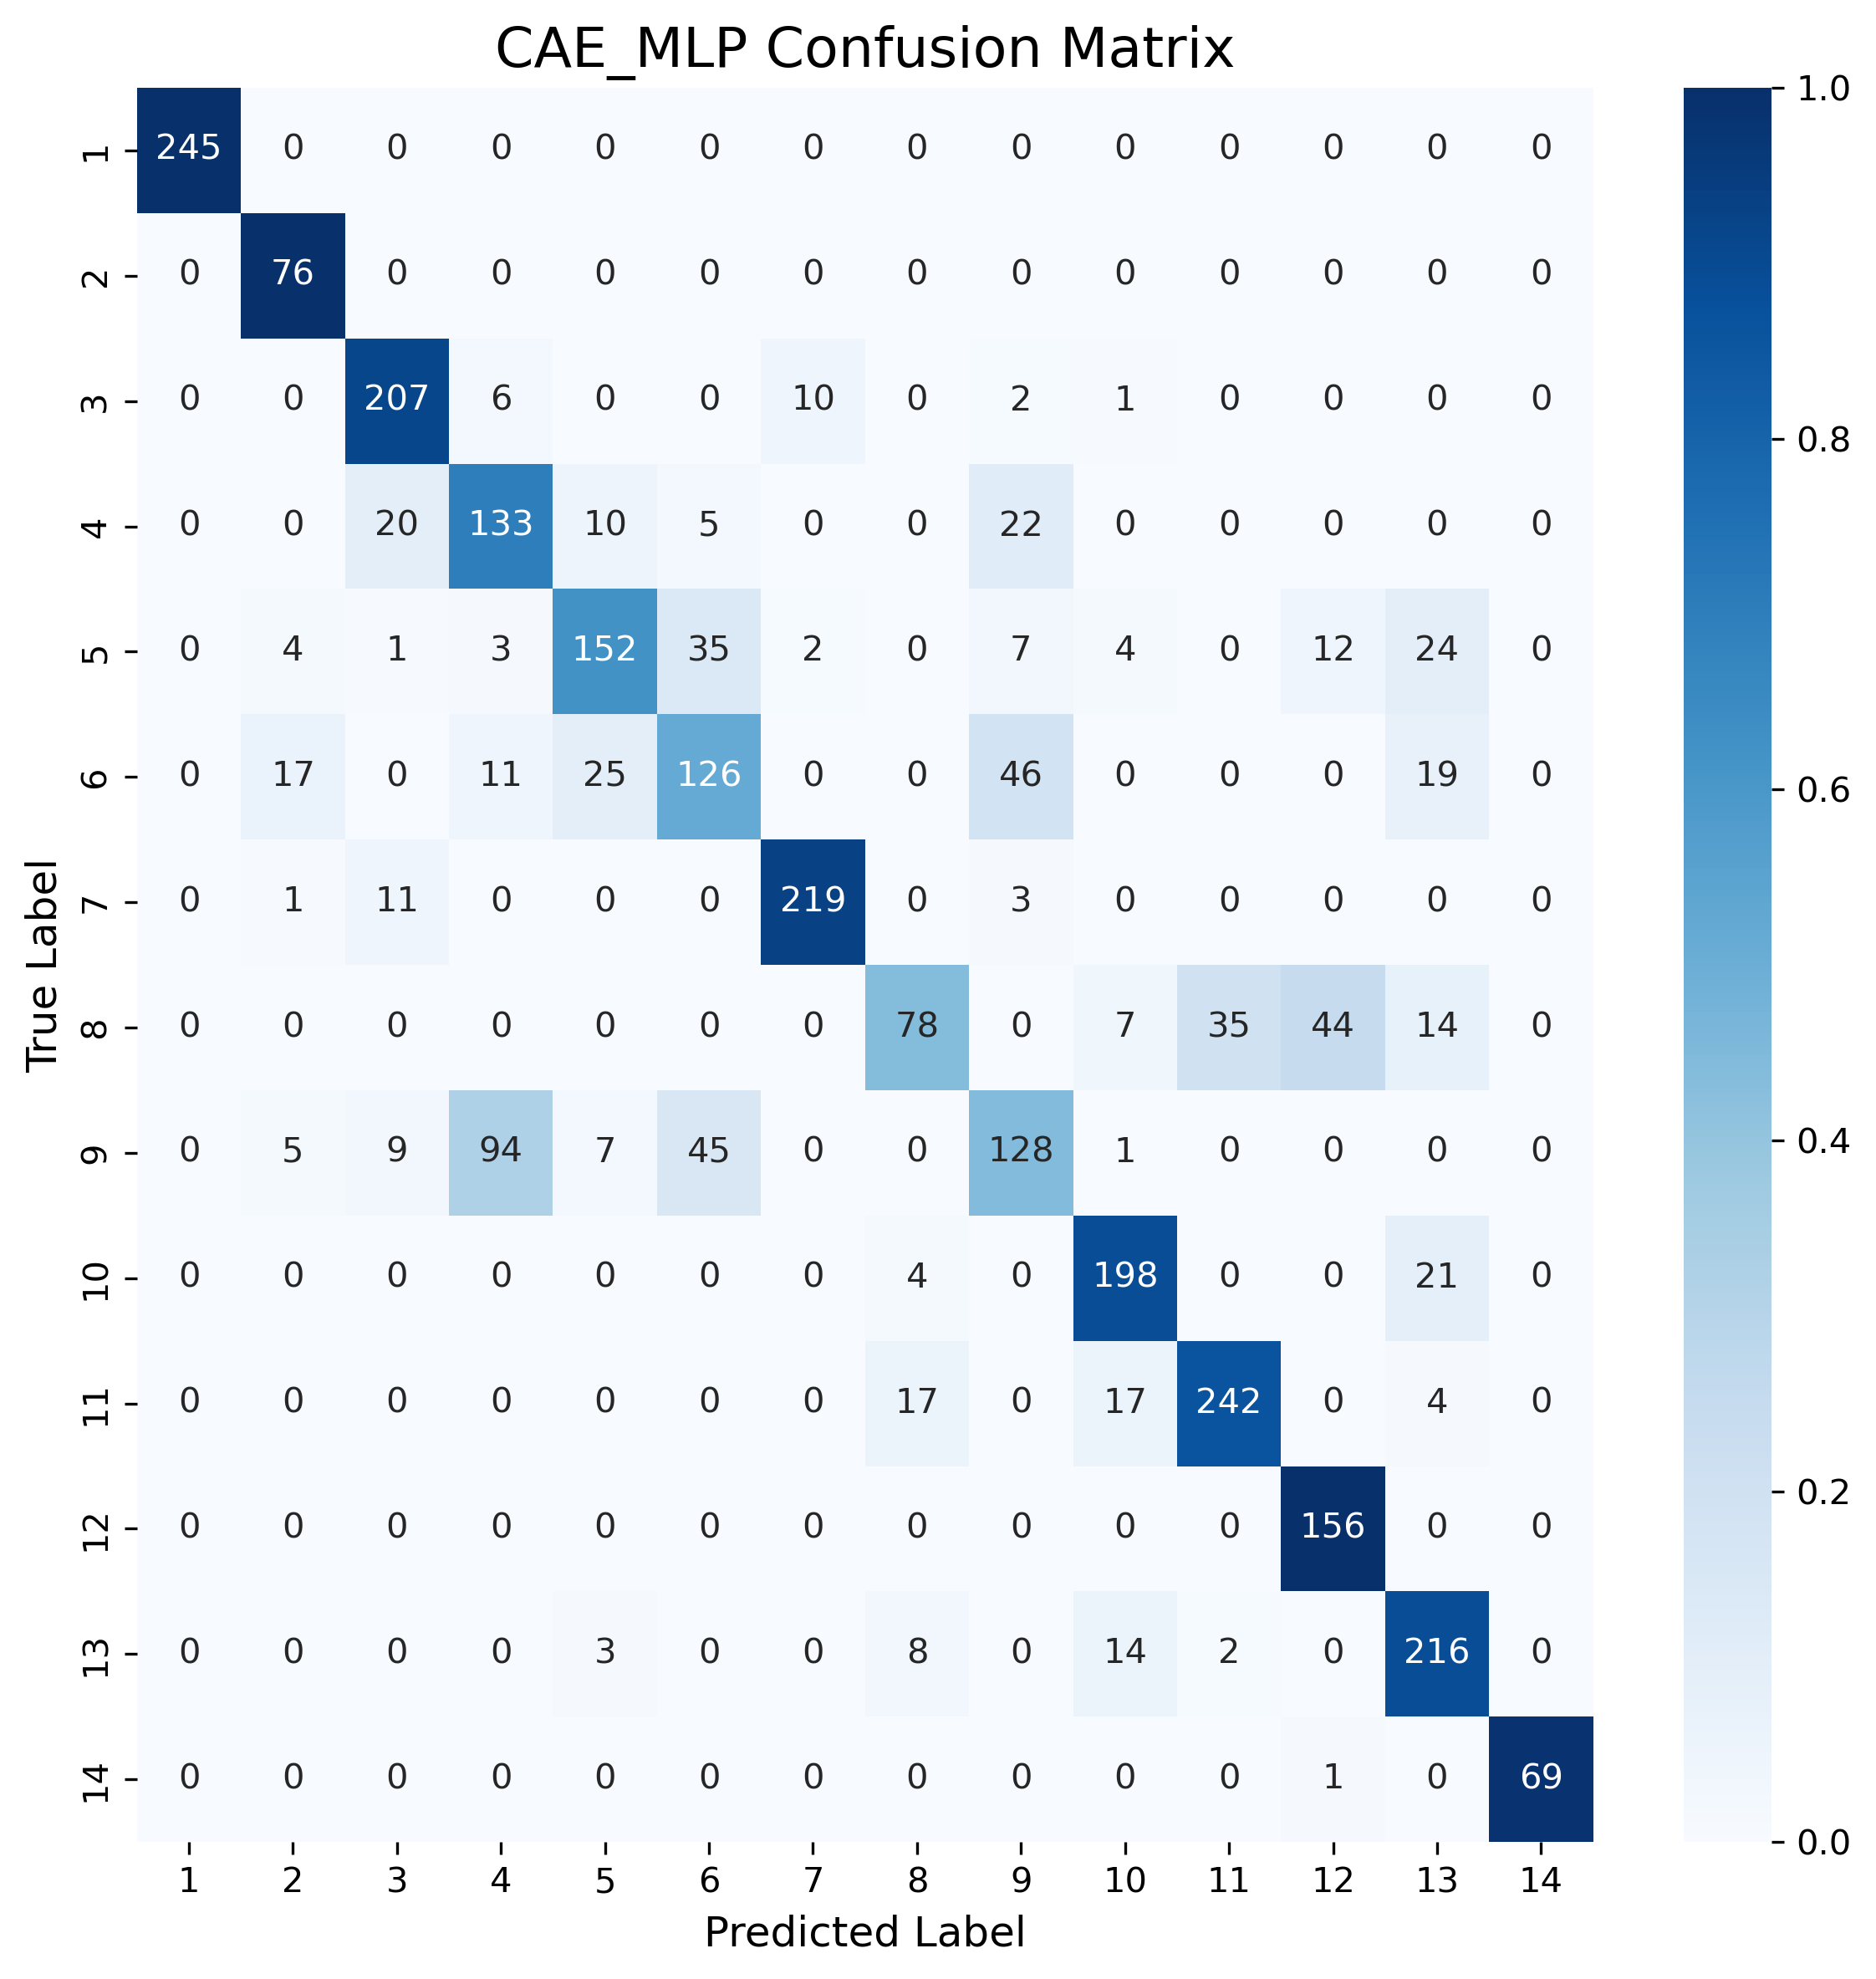 CAE_MLP Confusion Matrix
1 245 0 0 0 0 0 0 0 0 0 0 0 0 0
2 0 76 0 0 0 0 0 0 0 0 0 0 0 0
3 0 0 207 6 0 0 10 0 2 1 0 0 0 0
4 0 0 20 133 10 5 0 0 22 0 0 0 0 0
5 0 4 1 3 152 35 2 0 7 4 0 12 24 0
6 0 17 0 11 25 126 0 0 46 0 0 0 19 0
7 0 1 11 0 0 0 219 0 3 0 0 0 0 0
8 0 0 0 0 0 0 0 78 0 7 35 44 14 0
9 0 5 9 94 7 45 0 0 128 1 0 0 0 0
10 0 0 0 0 0 0 0 4 0 198 0 0 21 0
11 0 0 0 0 0 0 0 17 0 17 242 0 4 0
12 0 0 0 0 0 0 0 0 0 0 0 156 0 0
13 0 0 0 0 3 0 0 8 0 14 2 0 216 0
14 0 0 0 0 0 0 0 0 0 0 0 1 0 69
1 2 3 4 5 6 7 8 9 10 11 12 13 14
Predicted Label
True Label
1.0
0.8
0.6
0.4
0.2
0.0